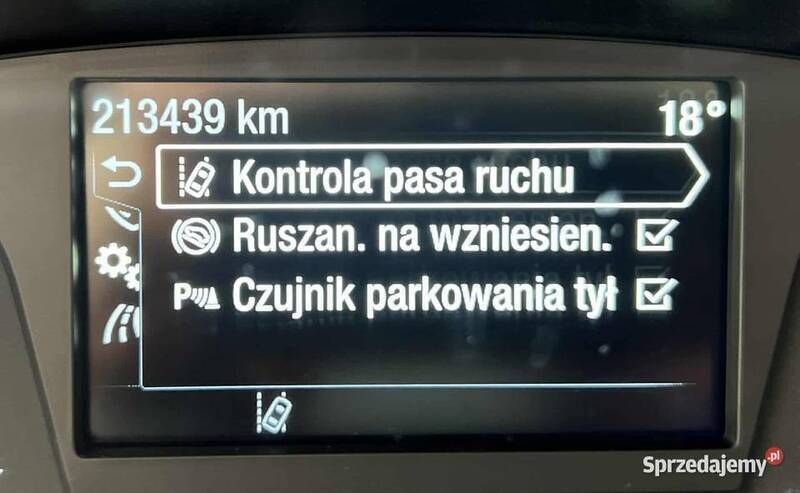 213439 km 18°
Kontrola pasa ruchu
Ruszan. na wzniesien.
P Czujnik parkowania tył
Sprzedajemy.pl